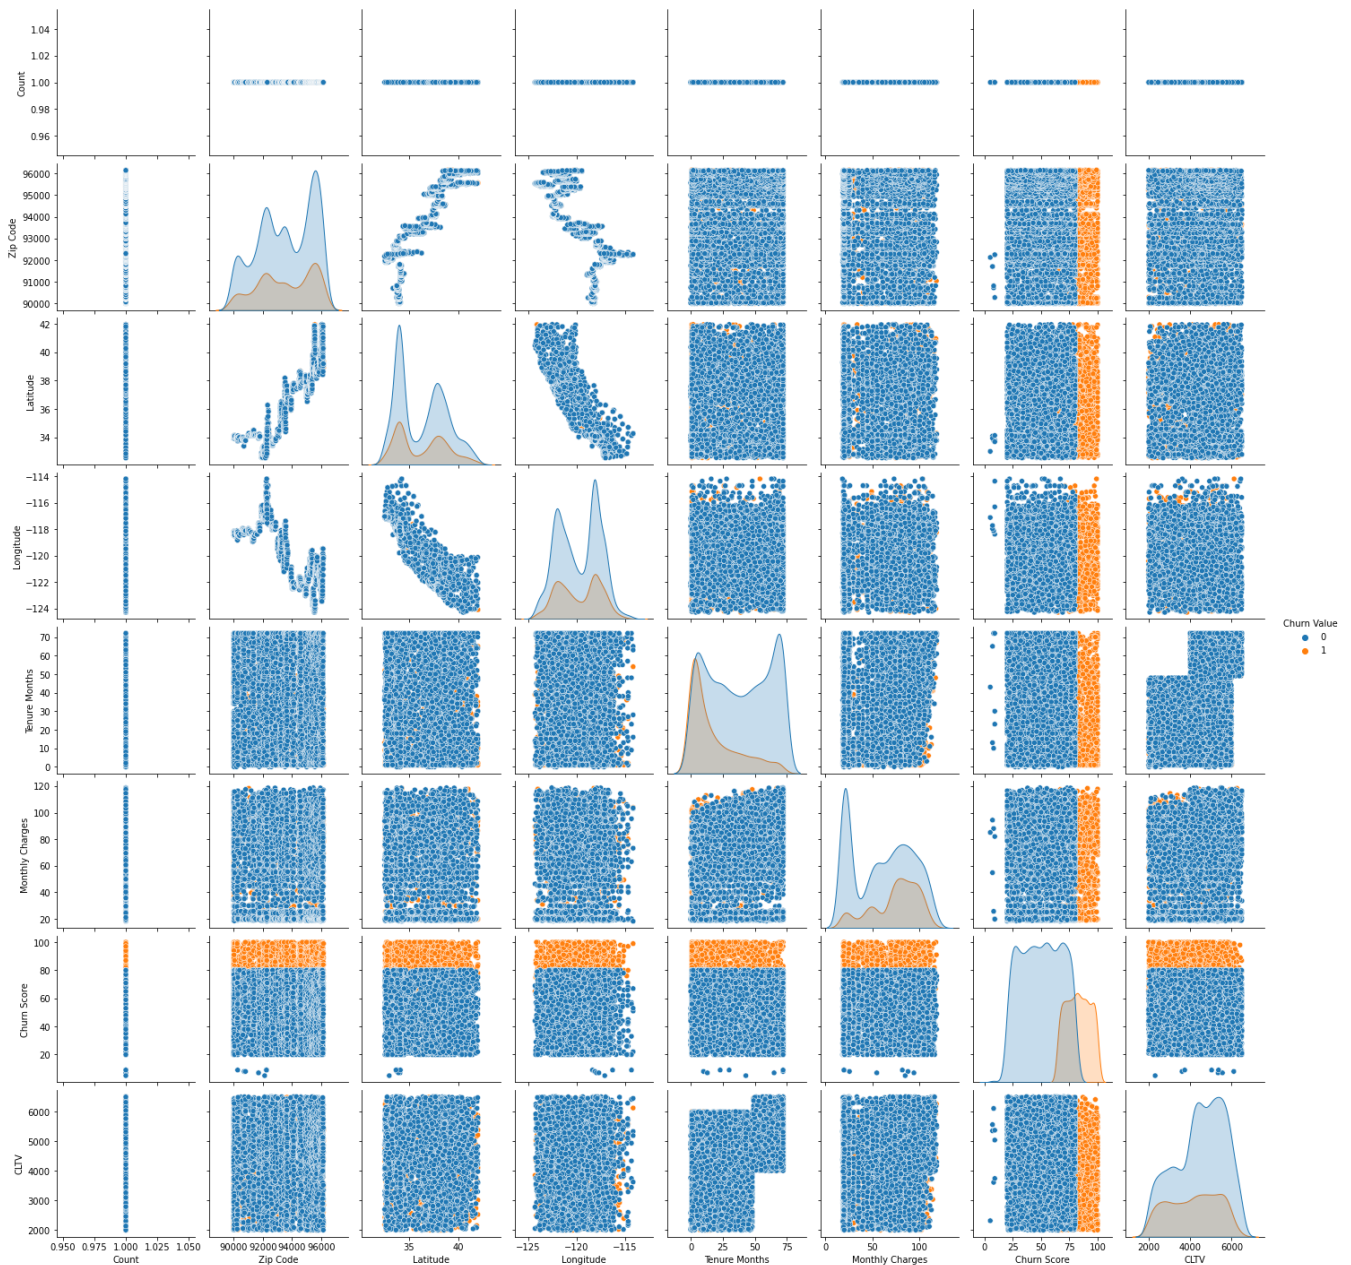 1.04
1.02
1.00
0.98
0.96
Count
96000
95000
94000
93000
92000
91000
90000
Zip Code
42
40
38
36
34
Latitude
−114
−116
−118
−120
−122
−124
Longitude
70
60
50
40
30
20
10
0
Tenure Months
Churn Value
0
1
120
100
80
60
40
20
Monthly Charges
100
80
60
40
20
Churn Score
6000
5000
4000
3000
2000
CLTV
0.950 0.975 1.000 1.025 1.050
Count
90000 92000 94000 96000
Zip Code
35 40
Latitude
−125 −120 −115
Longitude
0 25 50 75
Tenure Months
0 50 100
Monthly Charges
0 25 50 75 100
Churn Score
2000 4000 6000
CLTV